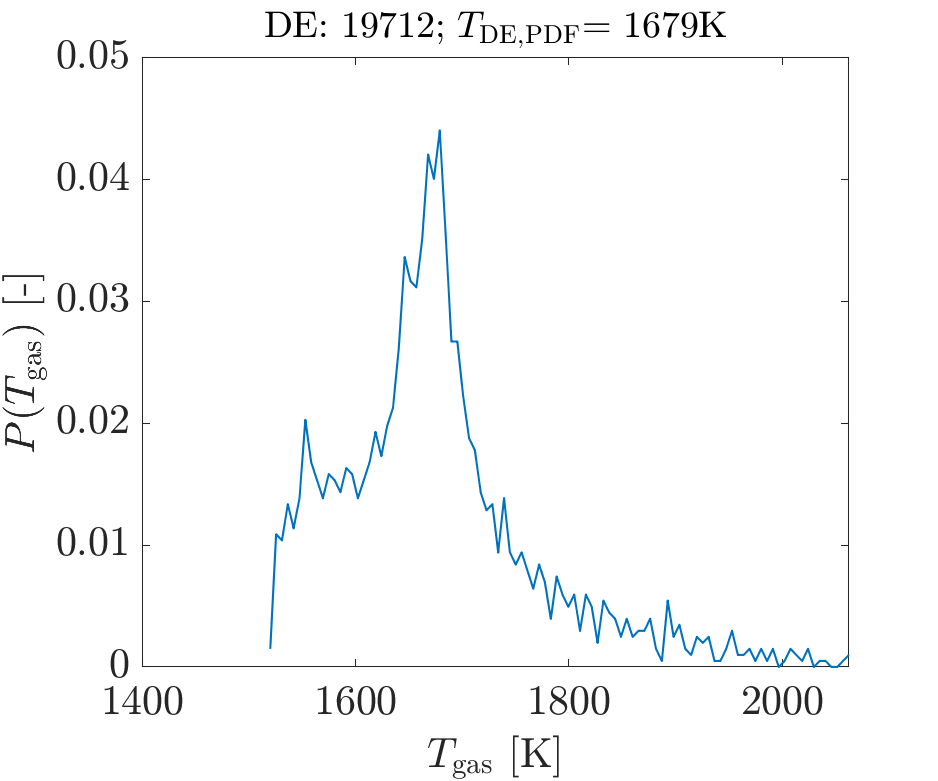 DE: 19712; T_DE,PDF= 1679K
0.05
0.04
0.03
0.02
0.01
0
P(T_gas) [-]
1400 1600 1800 2000
T_gas [K]